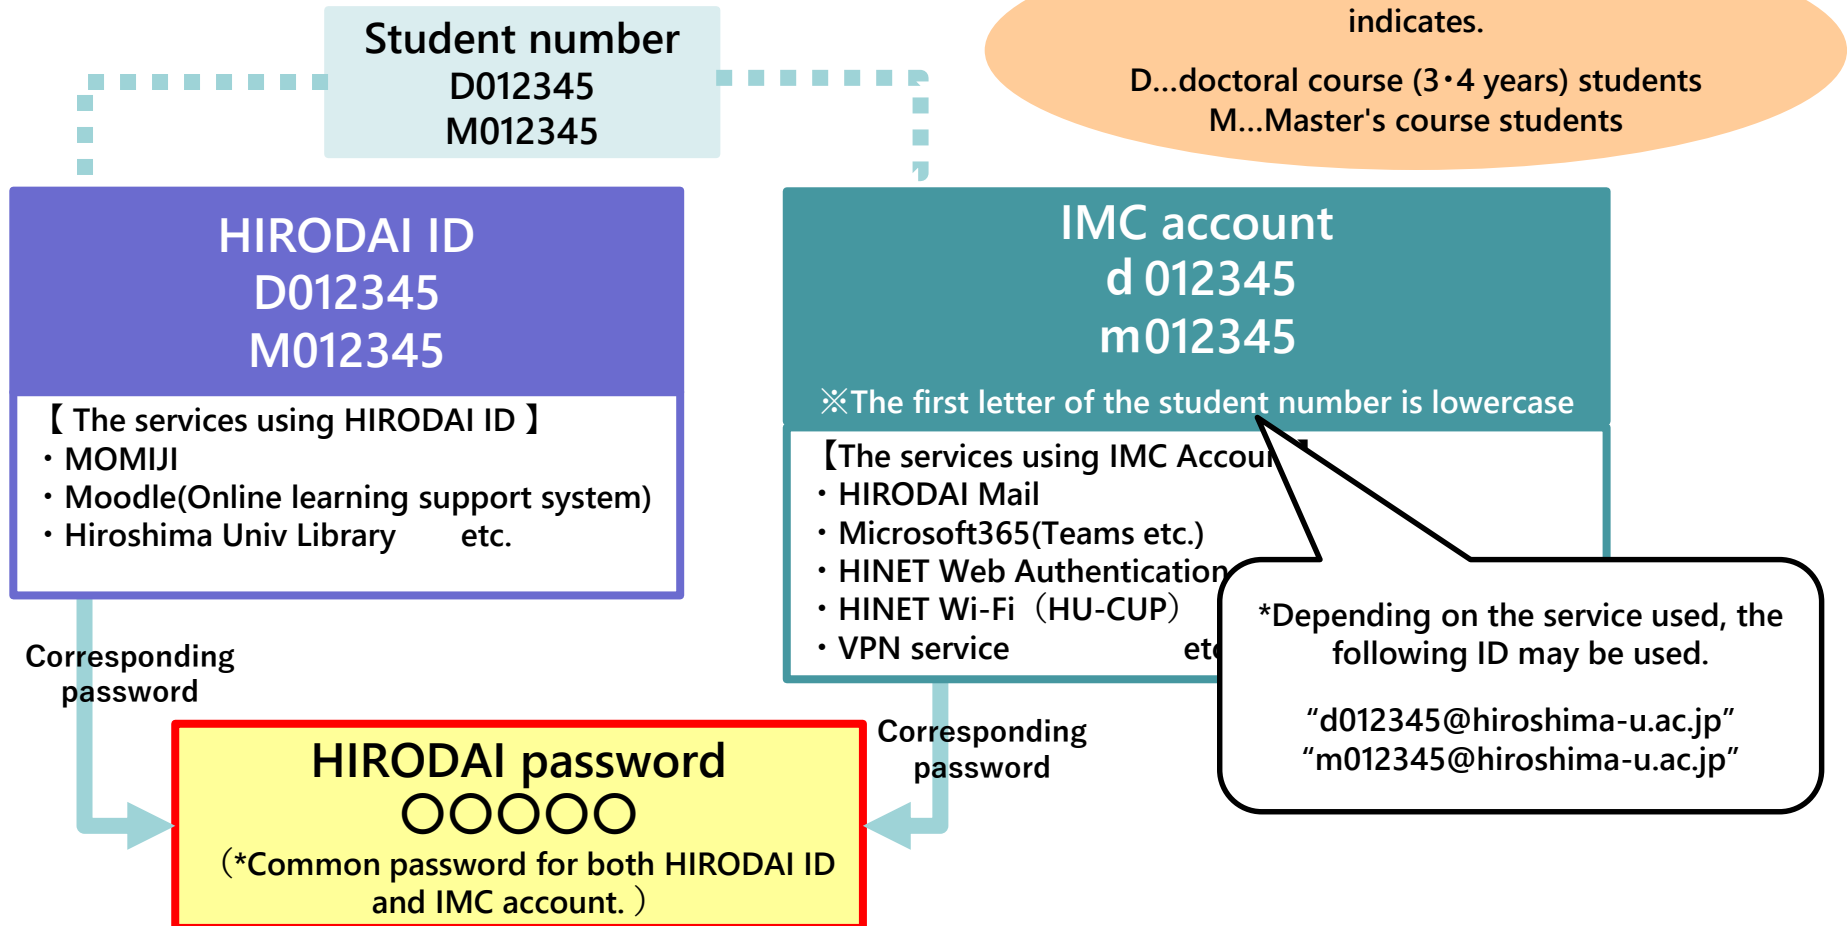 indicates.
D…doctoral course (3・4 years) students
M…Master's course students
Student number
D012345
M012345
HIRODAI ID
D012345
M012345
【 The services using HIRODAI ID 】
・MOMIJI
・Moodle(Online learning support system)
・Hiroshima Univ Library etc.
IMC account
d 012345
m012345
※The first letter of the student number is lowercase
【The services using IMC
・HIRODAI Mail
・Microsoft365(Teams etc.)
・HINET Web Authentication
・HINET Wi-Fi（HU-CUP）
・VPN service
*Depending on the service used, the
following ID may be used.
“d012345@hiroshima-u.ac.jp”
“m012345@hiroshima-u.ac.jp”
Corresponding
password
Corresponding
password
HIRODAI password
〇〇〇〇〇
（*Common password for both HIRODAI ID
and IMC account. ）